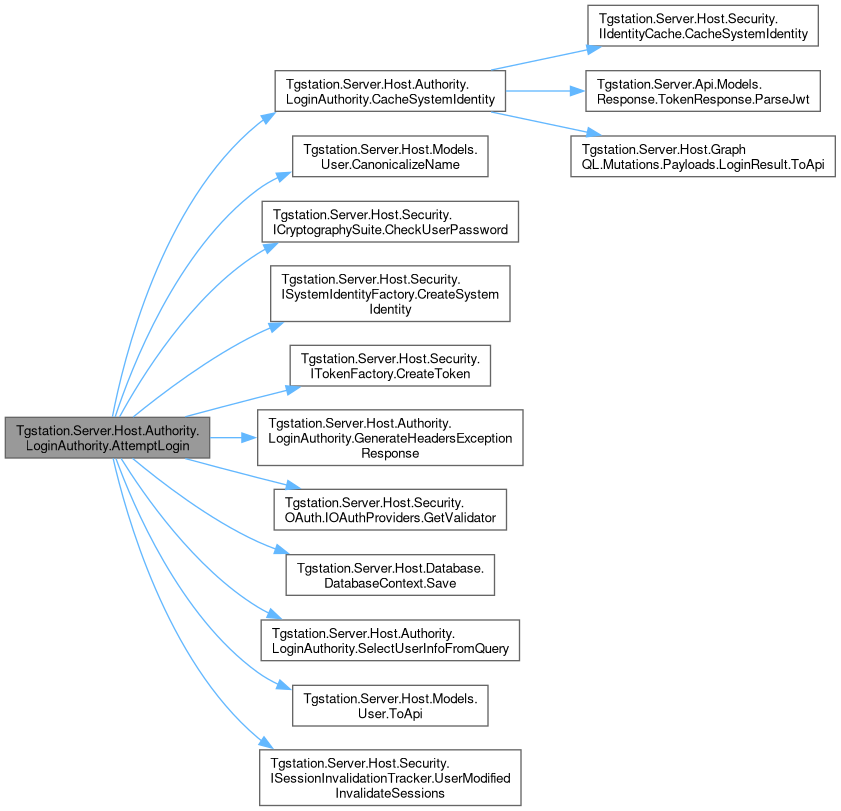 Tgstation.Server.Host.Security.
IIdentityCache.CacheSystemIdentity
Tgstation.Server.Host.Authority.
LoginAuthority.CacheSystemIdentity
Tgstation.Server.Api.Models.
Response.TokenResponse.ParseJwt
Tgstation.Server.Host.Graph
QL.Mutations.Payloads.LoginResult.ToApi
Tgstation.Server.Host.Models.
User.CanonicalizeName
Tgstation.Server.Host.Security.
ICryptographySuite.CheckUserPassword
Tgstation.Server.Host.Security.
ISystemIdentityFactory.CreateSystem
Identity
Tgstation.Server.Host.Security.
ITokenFactory.CreateToken
Tgstation.Server.Host.Authority.
LoginAuthority.AttemptLogin
Tgstation.Server.Host.Authority.
LoginAuthority.GenerateHeadersException
Response
Tgstation.Server.Host.Security.
OAuth.IOAuthProviders.GetValidator
Tgstation.Server.Host.Database.
DatabaseContext.Save
Tgstation.Server.Host.Authority.
LoginAuthority.SelectUserInfoFromQuery
Tgstation.Server.Host.Models.
User.ToApi
Tgstation.Server.Host.Security.
ISessionInvalidationTracker.UserModified
InvalidateSessions